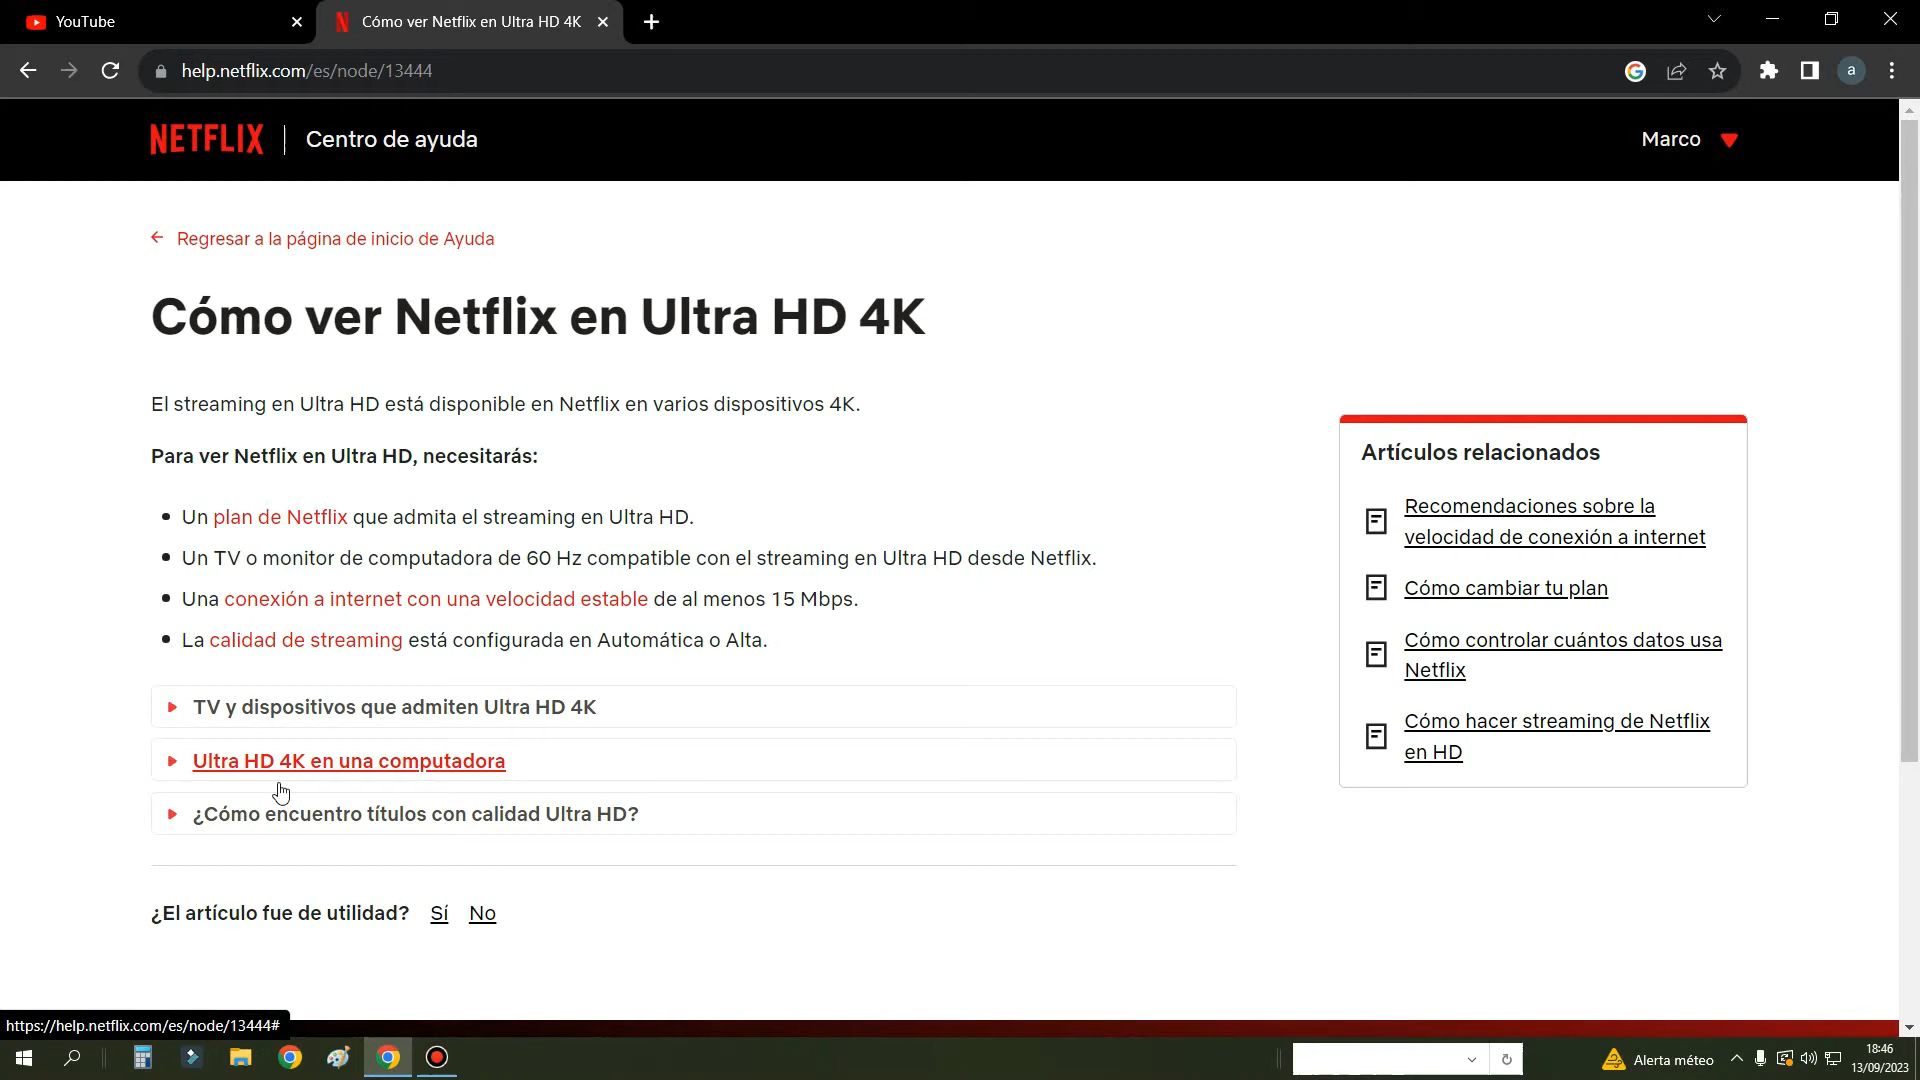 YouTube
Cómo ver Netflix en Ultra HD 4K
help.netflix.com/es/node/13444
a
NETFLIX
Centro de ayuda
Marco
Regresar a la página de inicio de Ayuda
Cómo ver Netflix en Ultra HD 4K
El streaming en Ultra HD está disponible en Netflix en varios dispositivos 4K.
Para ver Netflix en Ultra HD, necesitarás:
Un plan de Netflix que admita el streaming en Ultra HD.
Un TV o monitor de computadora de 60 Hz compatible con el streaming en Ultra HD desde Netflix.
Una conexión a internet con una velocidad estable de al menos 15 Mbps.
La calidad de streaming está configurada en Automática o Alta.
TV y dispositivos que admiten Ultra HD 4K
Ultra HD 4K en una computadora
¿Cómo encuentro títulos con calidad Ultra HD?
¿El artículo fue de utilidad? Sí No
Artículos relacionados
Recomendaciones sobre la
velocidad de conexión a internet
Cómo cambiar tu plan
Cómo controlar cuántos datos usa
Netflix
Cómo hacer streaming de Netflix
en HD
https://help.netflix.com/es/node/13444#
Alerta méteo
18:46
13/09/2023